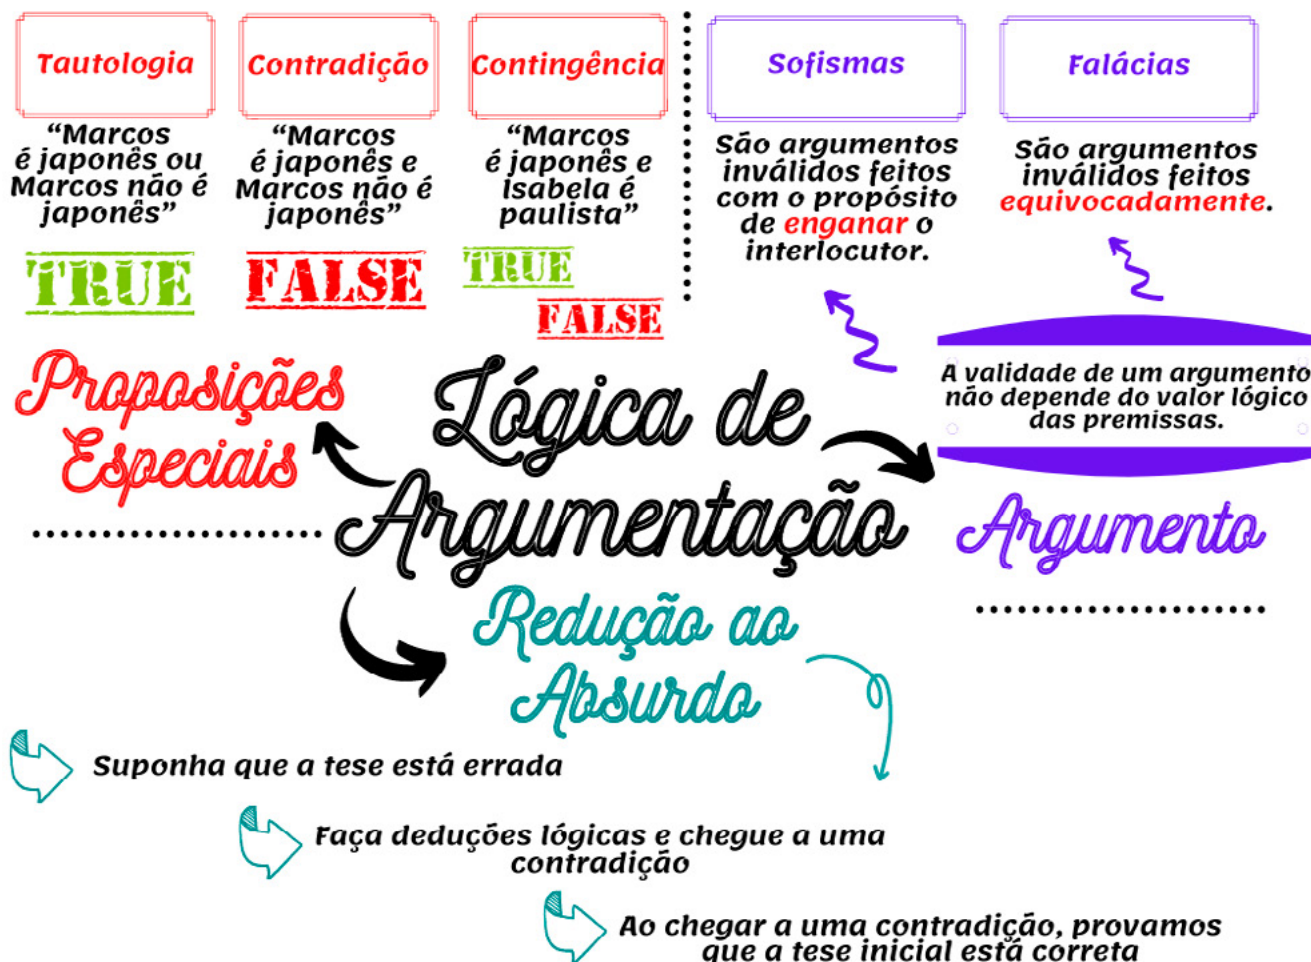 Tautologia
"Marcos
é japonês ou
Marcos não é
japonês"
TRUE
Contradição
"Marcos
é japonês e
Marcos não é
japonês"
FALSE
Contingência
"Marcos
é japonês e
Isabela é
paulista"
TRUE
FALSE
Sofismas
São argumentos
inválidos feitos
com o propósito
de enganar o
interlocutor.
Falácias
São argumentos
inválidos feitos
equivocadamente.
Proposições
Especiais
Lógica de
Argumentação
A validade de um argumento
não depende do valor lógico
das premissas.
Argumento
Redução ao
Absurdo
Suponha que a tese está errada
Faça deduções lógicas e chegue a uma
contradição
Ao chegar a uma contradição, provamos
que a tese inicial está correta